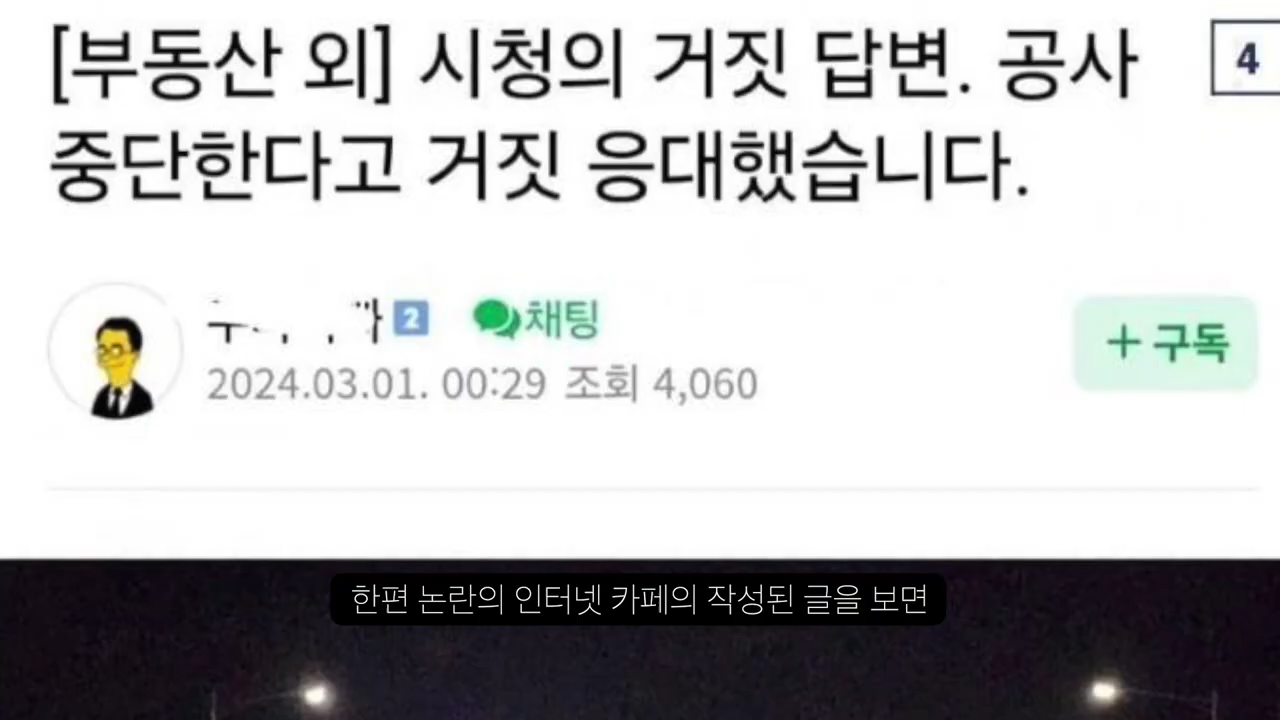 [부동산 외] 시청의 거짓 답변. 공사
4
중단한다고 거짓 응대했습니다.
2 채팅
2024.03.01. 00:29 조회 4,060
+ 구독
한편 논란의 인터넷 카페의 작성된 글을 보면